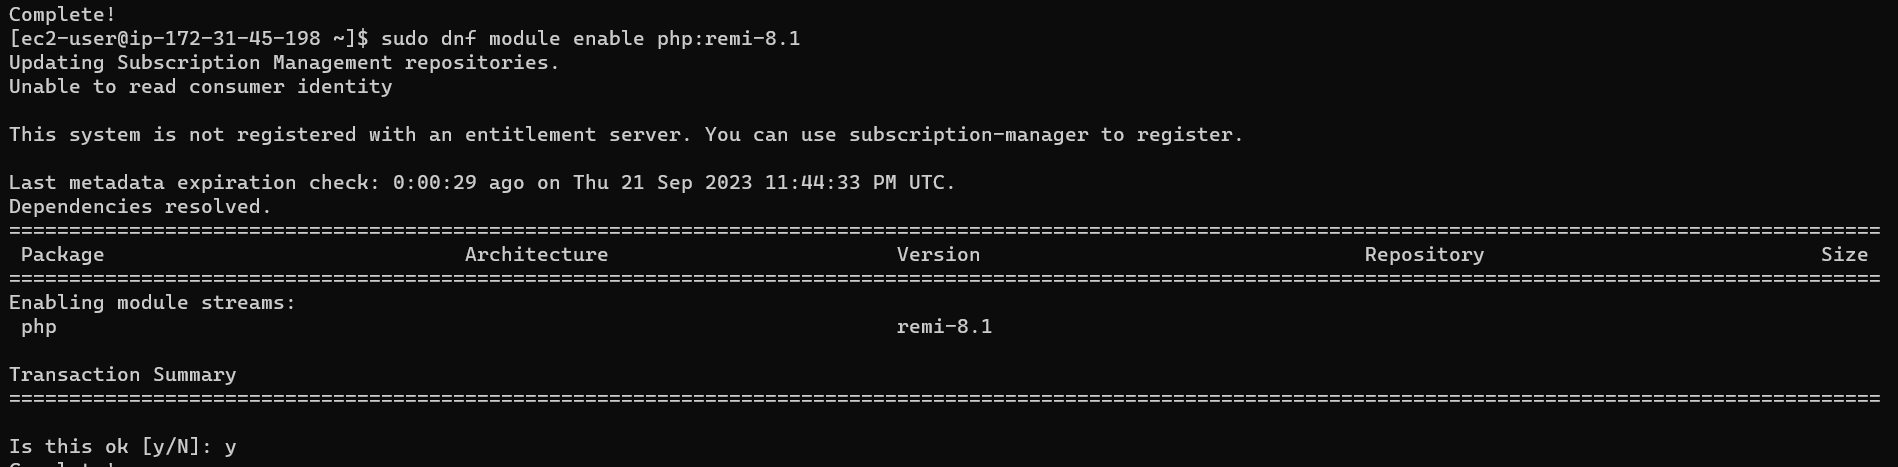 Complete!
[ec2-user@ip-172-31-45-198 ~]$ sudo dnf module enable php:remi-8.1
Updating Subscription Management repositories.
Unable to read consumer identity
This system is not registered with an entitlement server. You can use subscription-manager to register.
Last metadata expiration check: 0:00:29 ago on Thu 21 Sep 2023 11:44:33 PM UTC.
Dependencies resolved.
Package Architecture Version Repository Size
Enabling module streams:
php remi-8.1
Transaction Summary
Is this ok [y/N]: y